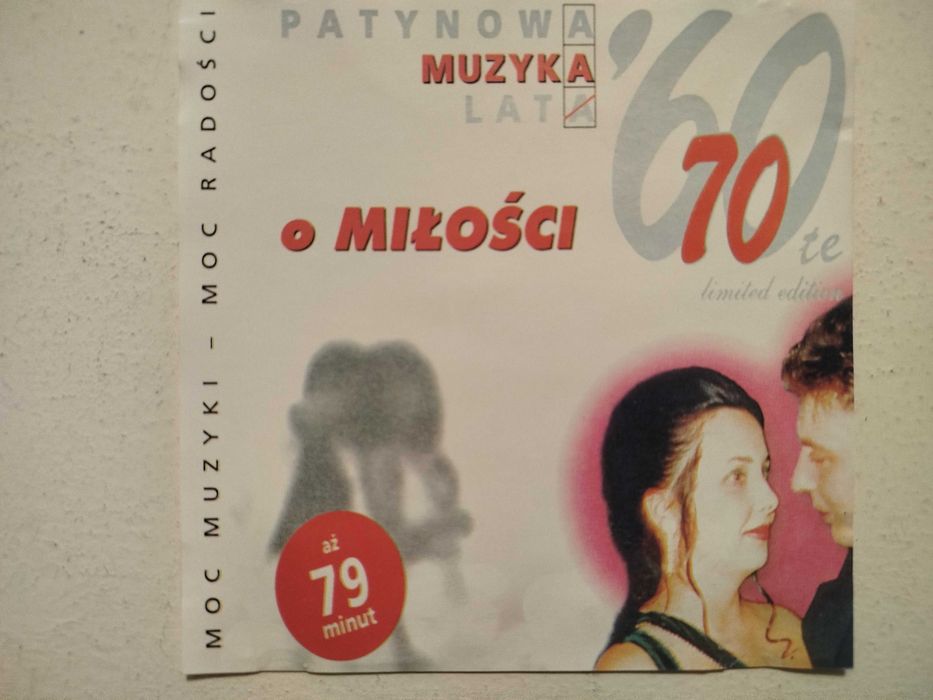 PATYNOWA
MUZYKA
LATA
'60
70
te
limited edition
o MIŁOŚCI
MOC MUZYKI – MOC RADOŚCI
aż
79
minut